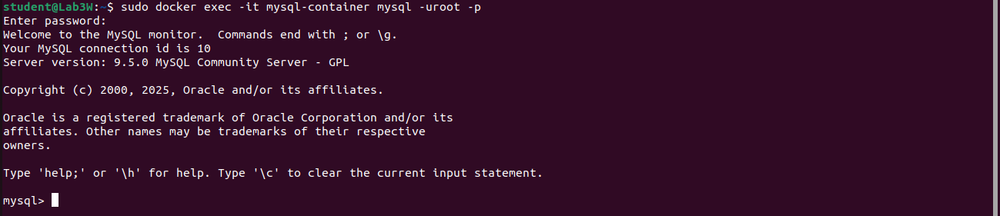 student@Lab3W:~$ sudo docker exec -it mysql-container mysql -uroot -p
Enter password:
Welcome to the MySQL monitor.  Commands end with ; or \g.
Your MySQL connection id is 10
Server version: 9.5.0 MySQL Community Server - GPL
Copyright (c) 2000, 2025, Oracle and/or its affiliates.
Oracle is a registered trademark of Oracle Corporation and/or its
affiliates. Other names may be trademarks of their respective
owners.
Type 'help;' or '\h' for help. Type '\c' to clear the current input statement.
mysql>